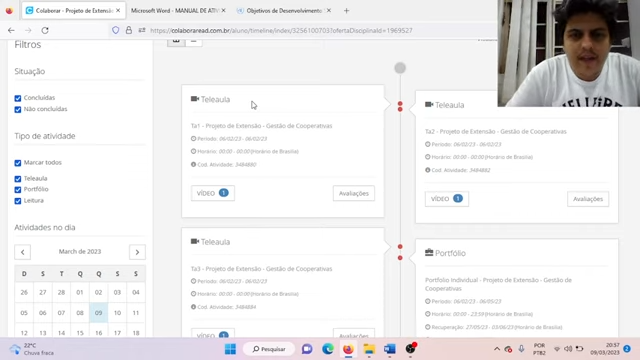 Colaborar - Projeto de Extensão
Microsoft Word - MANUAL DE ATIV
Objetivos de Desenvolvimento
https://www.colaboraread.com.br/aluno/timeline/index/3256100703?ofertaDisciplinaId=1969527
Filtros
Situação
Concluídas
Não concluídas
Tipo de atividade
Marcar todos
Teleaula
Portfólio
Leitura
Atividades no dia
March de 2023
D S T Q Q S S
26 27 28 01 02 03 04
05 06 07 08 09 10 11
12 13 14 15 16 17 18
Teleaula
Ta1 - Projeto de Extensão - Gestão de Cooperativas
Período: 06/02/23 - 06/02/23
Horário: 00:00 - 00:00(Horário de Brasília)
Cod. Atividade: 3484880
VÍDEO 1
Avaliações
Teleaula
Ta3 - Projeto de Extensão - Gestão de Cooperativas
Período: 06/02/23 - 06/02/23
Horário: 00:00 - 00:00(Horário de Brasília)
Cod. Atividade: 3484884
VÍDEO 1
Avaliações
Teleaula
Ta2 - Projeto de Extensão - Gestão de Cooperativas
Período: 06/02/23 - 06/02/23
Horário: 00:00 - 00:00(Horário de Brasília)
Cod. Atividade: 3484882
VÍDEO 1
Avaliações
Portfólio
Portfólio Individual - Projeto de Extensão - Gestão de
Cooperativas
Período: 06/02/23 - 06/05/23
Horário: 00:00 - 23:59(Horário de Brasília)
Recuperação: 27/05/23 - 03/06/23(Horário de Brasília)
22°C
Chuva fraca
Pesquisar
POR
PTB2
20:57
09/03/2023